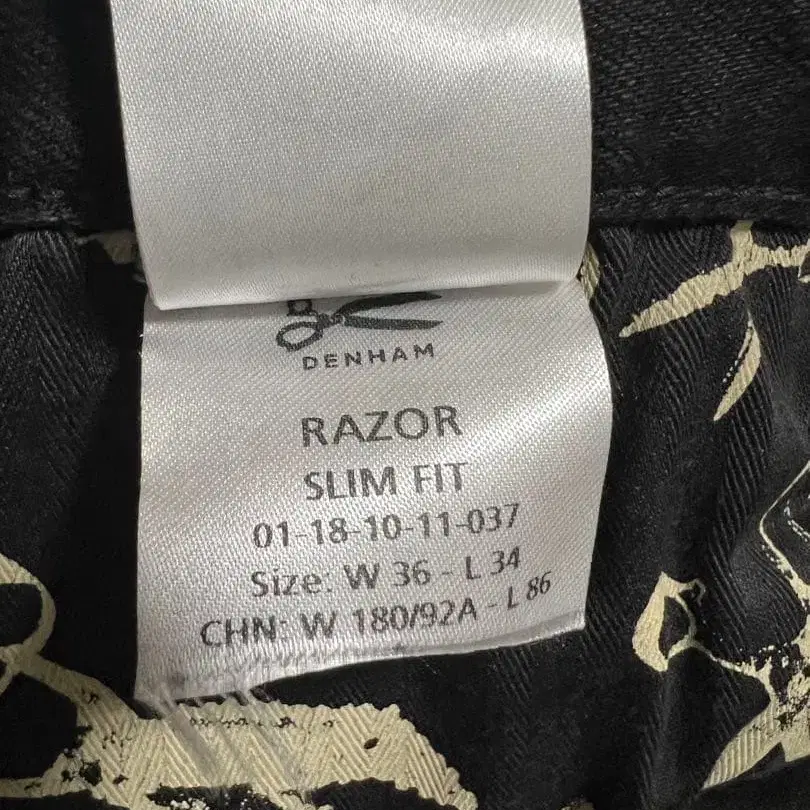 DENHAM
RAZOR
SLIM FIT
01-18-10-11-037
Size: W 36 - L 34
CHN: W 180/92A - L 86